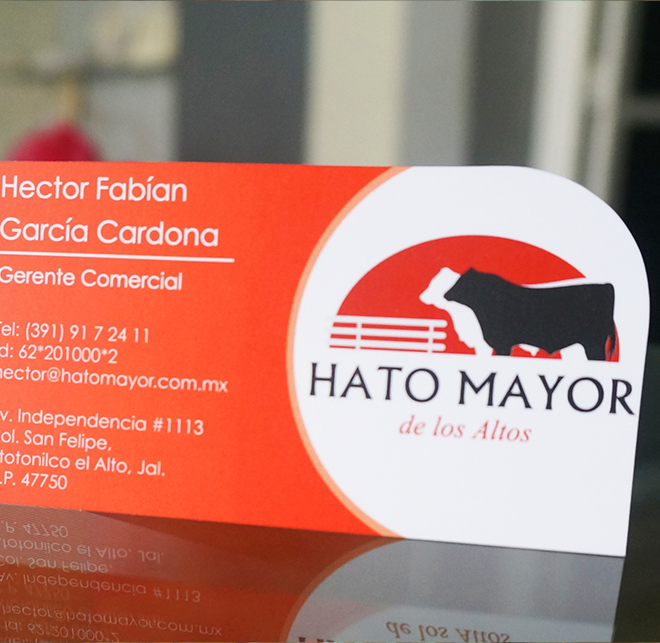 Hector Fabían
García Cardona
Gerente Comercial
Tel: (391) 91 7 24 11
d: 62*201000*2
hector@hatomayor.com.mx
v. Independencia #1113
ol. San Felipe,
totonilco el Alto, Jal.
.P. 47750
HATO MAYOR
de los Altos